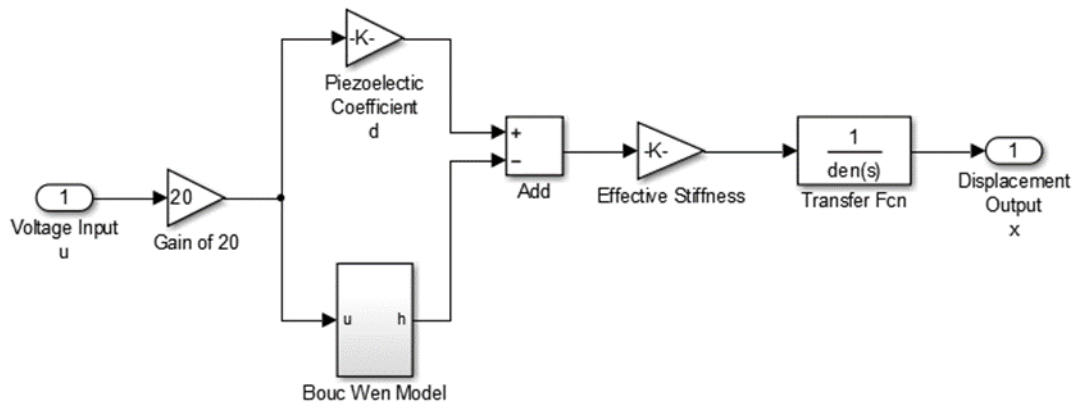 -K-
Piezoelectic
Coefficient
d
+
−
Add
-K-
Effective Stiffness
1
den(s)
Transfer Fcn
1
Displacement
Output
x
1
Voltage Input
u
20
Gain of 20
u
h
Bouc Wen Model